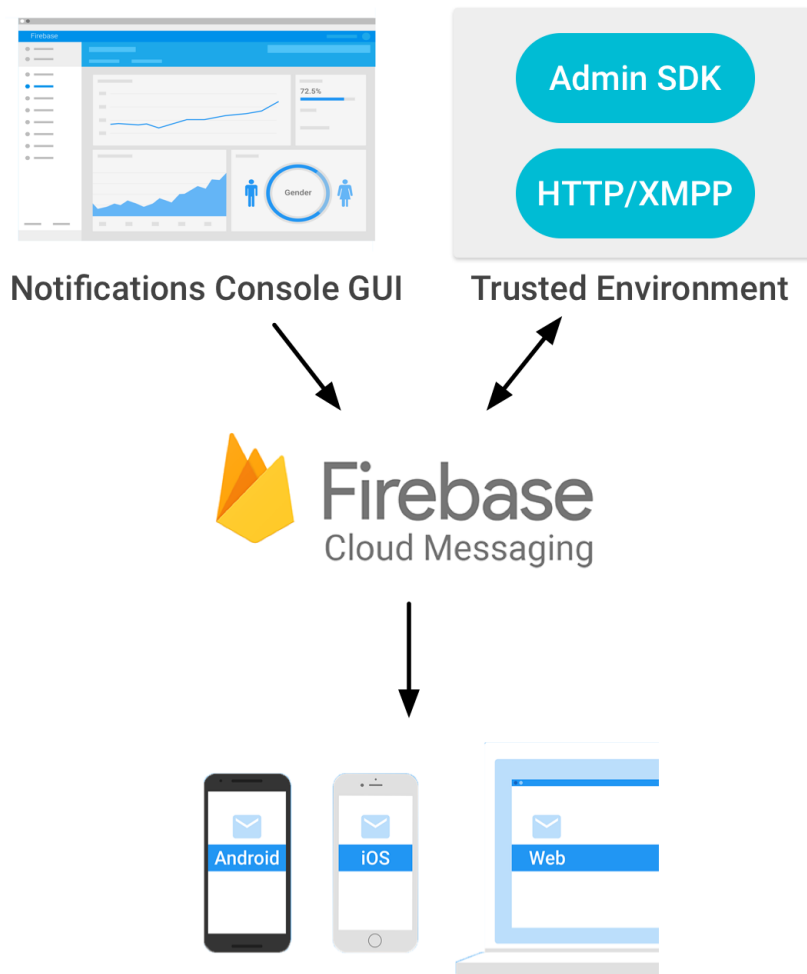 Firebase
72.5%
Gender
Admin SDK
HTTP/XMPP
Notifications Console GUI
Trusted Environment
Firebase
Cloud Messaging
Android
iOS
Web